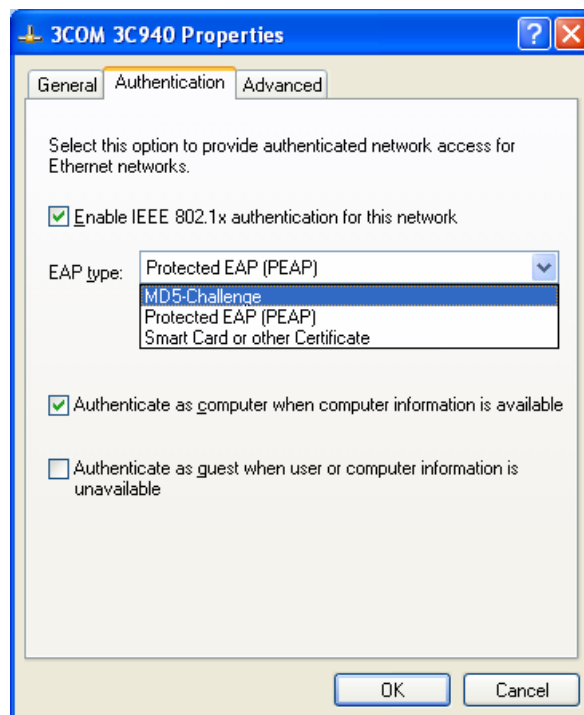 3COM 3C940 Properties
General
Authentication
Advanced
Select this option to provide authenticated network access for
Ethernet networks.
Enable IEEE 802.1x authentication for this network
EAP type:
Protected EAP (PEAP)
MD5-Challenge
Protected EAP (PEAP)
Smart Card or other Certificate
Authenticate as computer when computer information is available
Authenticate as guest when user or computer information is
unavailable
OK
Cancel